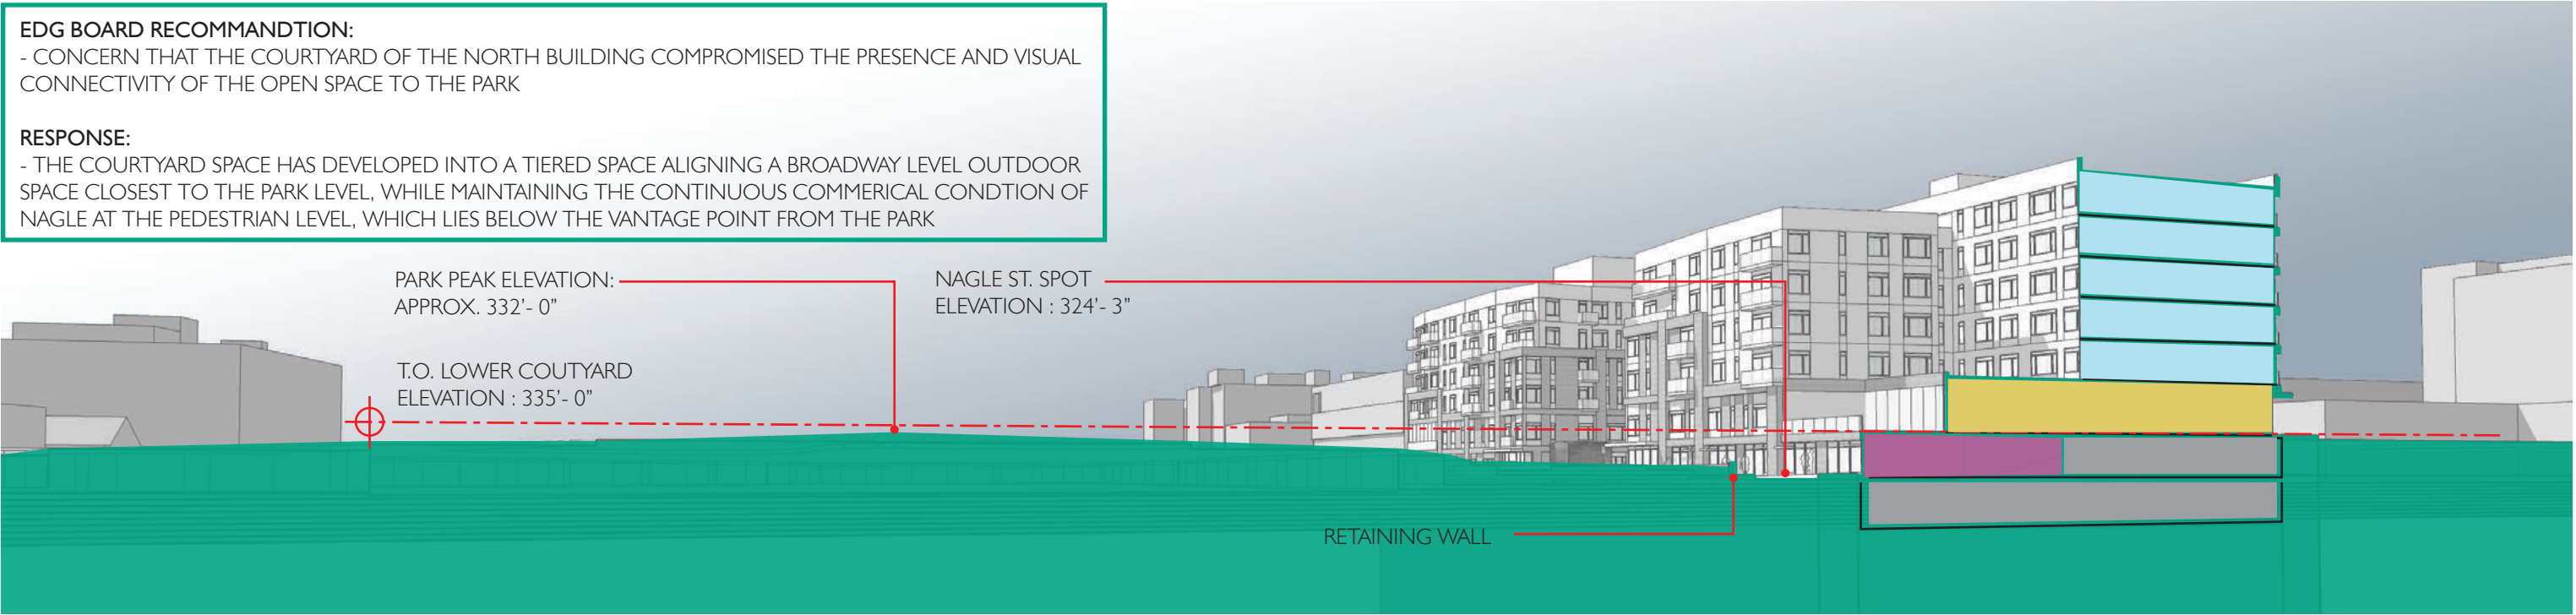 EDG BOARD RECOMMANDTION:
- CONCERN THAT THE COURTYARD OF THE NORTH BUILDING COMPROMISED THE PRESENCE AND VISUAL
CONNECTIVITY OF THE OPEN SPACE TO THE PARK
RESPONSE:
- THE COURTYARD SPACE HAS DEVELOPED INTO A TIERED SPACE ALIGNING A BROADWAY LEVEL OUTDOOR
SPACE CLOSEST TO THE PARK LEVEL, WHILE MAINTAINING THE CONTINUOUS COMMERICAL CONDTION OF
NAGLE AT THE PEDESTRIAN LEVEL, WHICH LIES BELOW THE VANTAGE POINT FROM THE PARK
PARK PEAK ELEVATION:
APPROX. 332'- 0"
NAGLE ST. SPOT
ELEVATION : 324'- 3"
T.O. LOWER COUTYARD
ELEVATION : 335'- 0"
RETAINING WALL